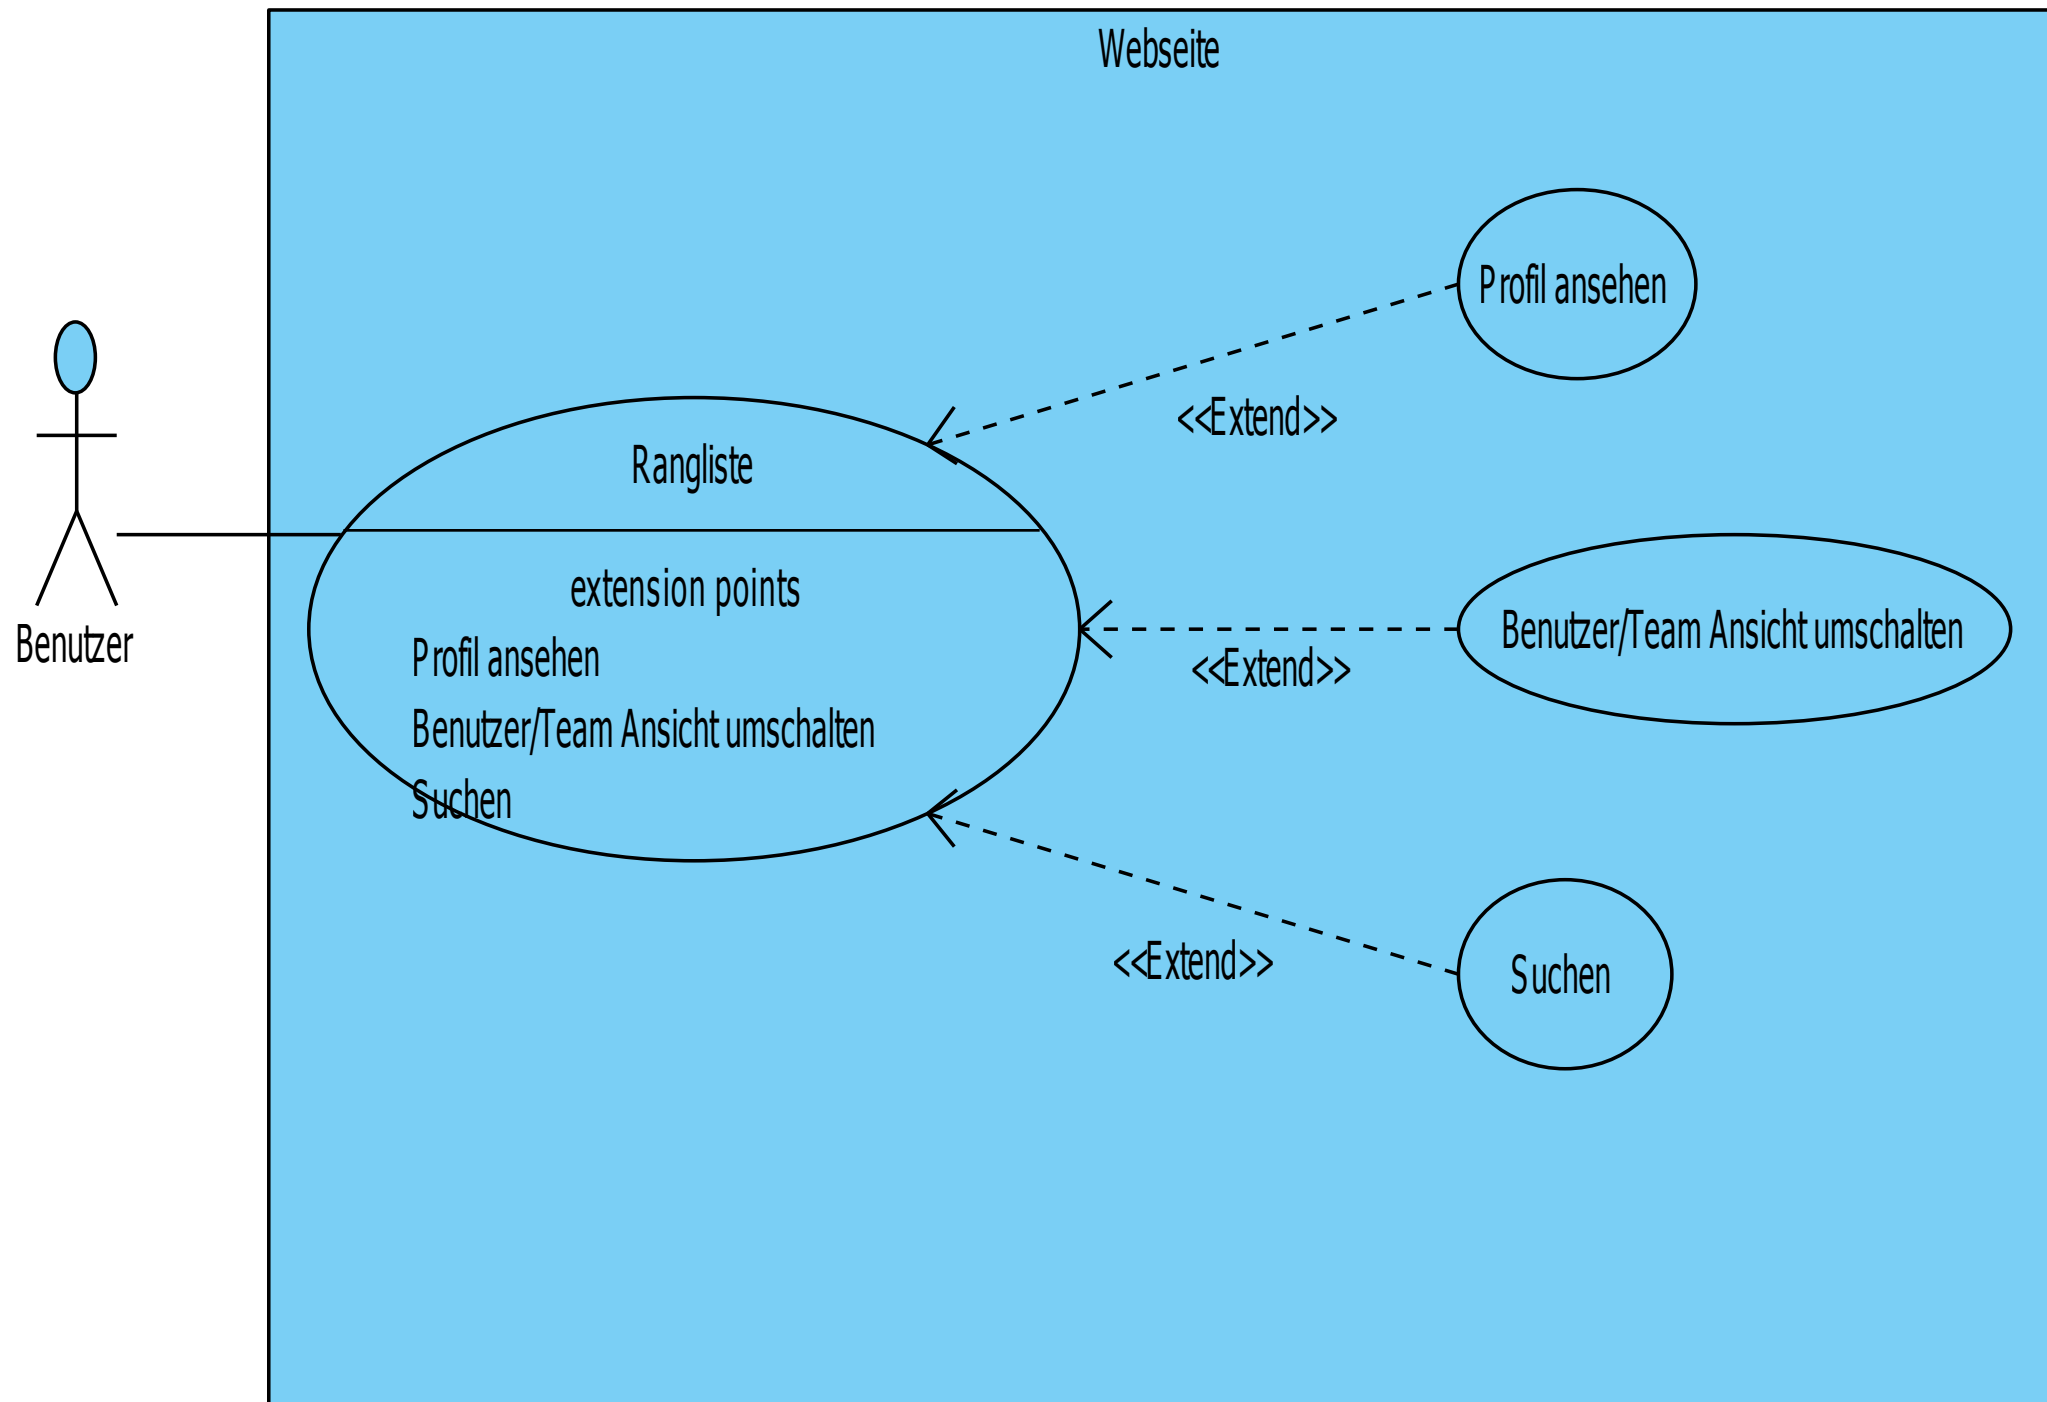 Webseite
Profil ansehen
<<Extend>>
Rangliste
extension points
Profil ansehen
Benutzer/Team Ansicht umschalten
Suchen
Benutzer
Benutzer/Team Ansicht umschalten
<<Extend>>
<<Extend>>
Suchen